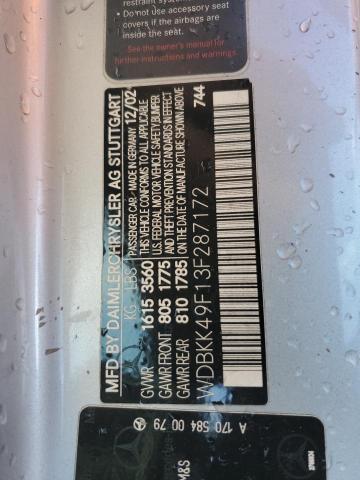 restraint system
• Do not use accessory seat
covers if the airbags are
inside the seat.
See the owner's manual for
further instructions and warnings.
MFD BY DAIMLERCHRYSLER AG STUTTGART
KG LBS PASSENGER CAR - MADE IN GERMANY 12/02
GVWR 1615 3560 THIS VEHICLE CONFORMS TO ALL APPLICABLE
GAWR FRONT 805 1775 U.S. FEDERAL MOTOR VEHICLE SAFETY, BUMPER
GAWR REAR 810 1785 AND THEFT PREVENTION STANDARDS IN EFFECT
ON THE DATE OF MANUFACTURE SHOWN ABOVE
WDBKK49F13F287172 744
A 170 584 00 79
M&S